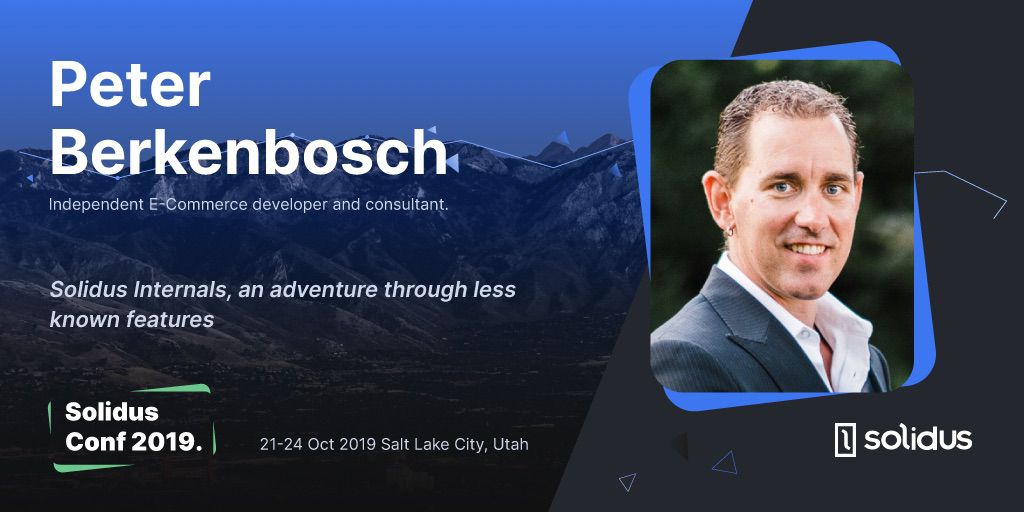 Peter
Berkenbosch
Independent E-Commerce developer and consultant.
Solidus Internals, an adventure through less
known features
Solidus
Conf 2019.
21-24 Oct 2019 Salt Lake City, Utah
solidus